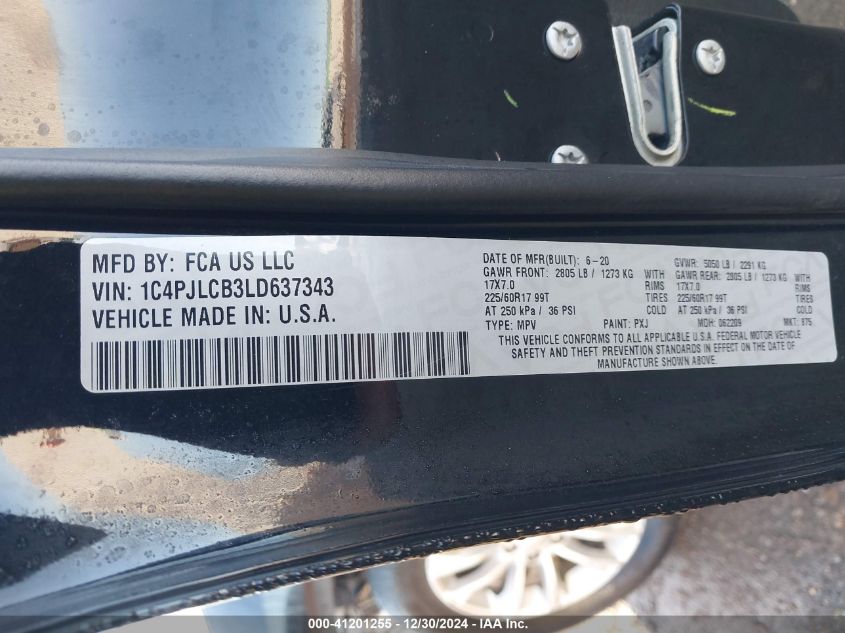 MFD BY: FCA US LLC
VIN: 1C4PJLCB3LD637343
VEHICLE MADE IN: U.S.A.
DATE OF MFR(BUILT): 6-20 GVWR: 5050 LB / 2291 KG
GAWR FRONT: 2805 LB / 1273 KG WITH GAWR REAR: 2805 LB / 1273 KG WITH
17X7.0 RIMS 17X7.0 RIMS
225/60R17 99T TIRES 225/60R17 99T TIRES
AT 250 kPa / 36 PSI COLD AT 250 kPa / 36 PSI COLD
TYPE: MPV PAINT: PXJ MDH: 062209 MKT: 875
THIS VEHICLE CONFORMS TO ALL APPLICABLE U.S.A. FEDERAL MOTOR VEHICLE
SAFETY AND THEFT PREVENTION STANDARDS IN EFFECT ON THE DATE OF
MANUFACTURE SHOWN ABOVE.
000-41201255 - 12/30/2024 - IAA Inc.